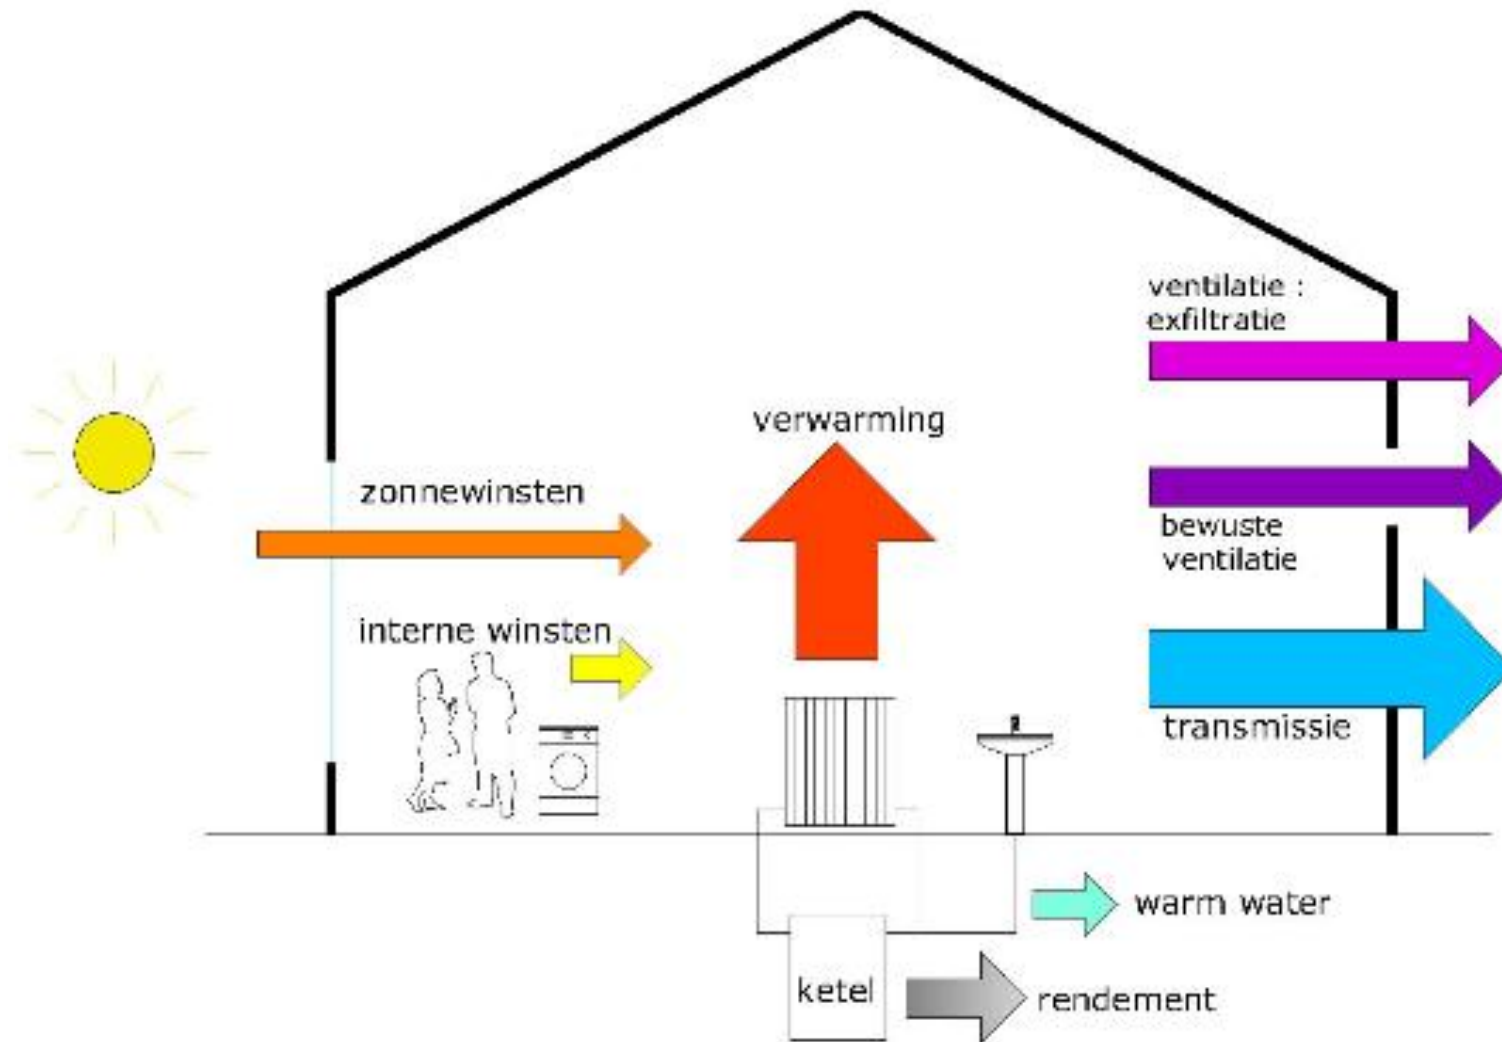 ventilatie :
exfiltratie
verwarming
zonnewinsten
bewuste
ventilatie
interne winsten
transmissie
warm water
ketel
rendement